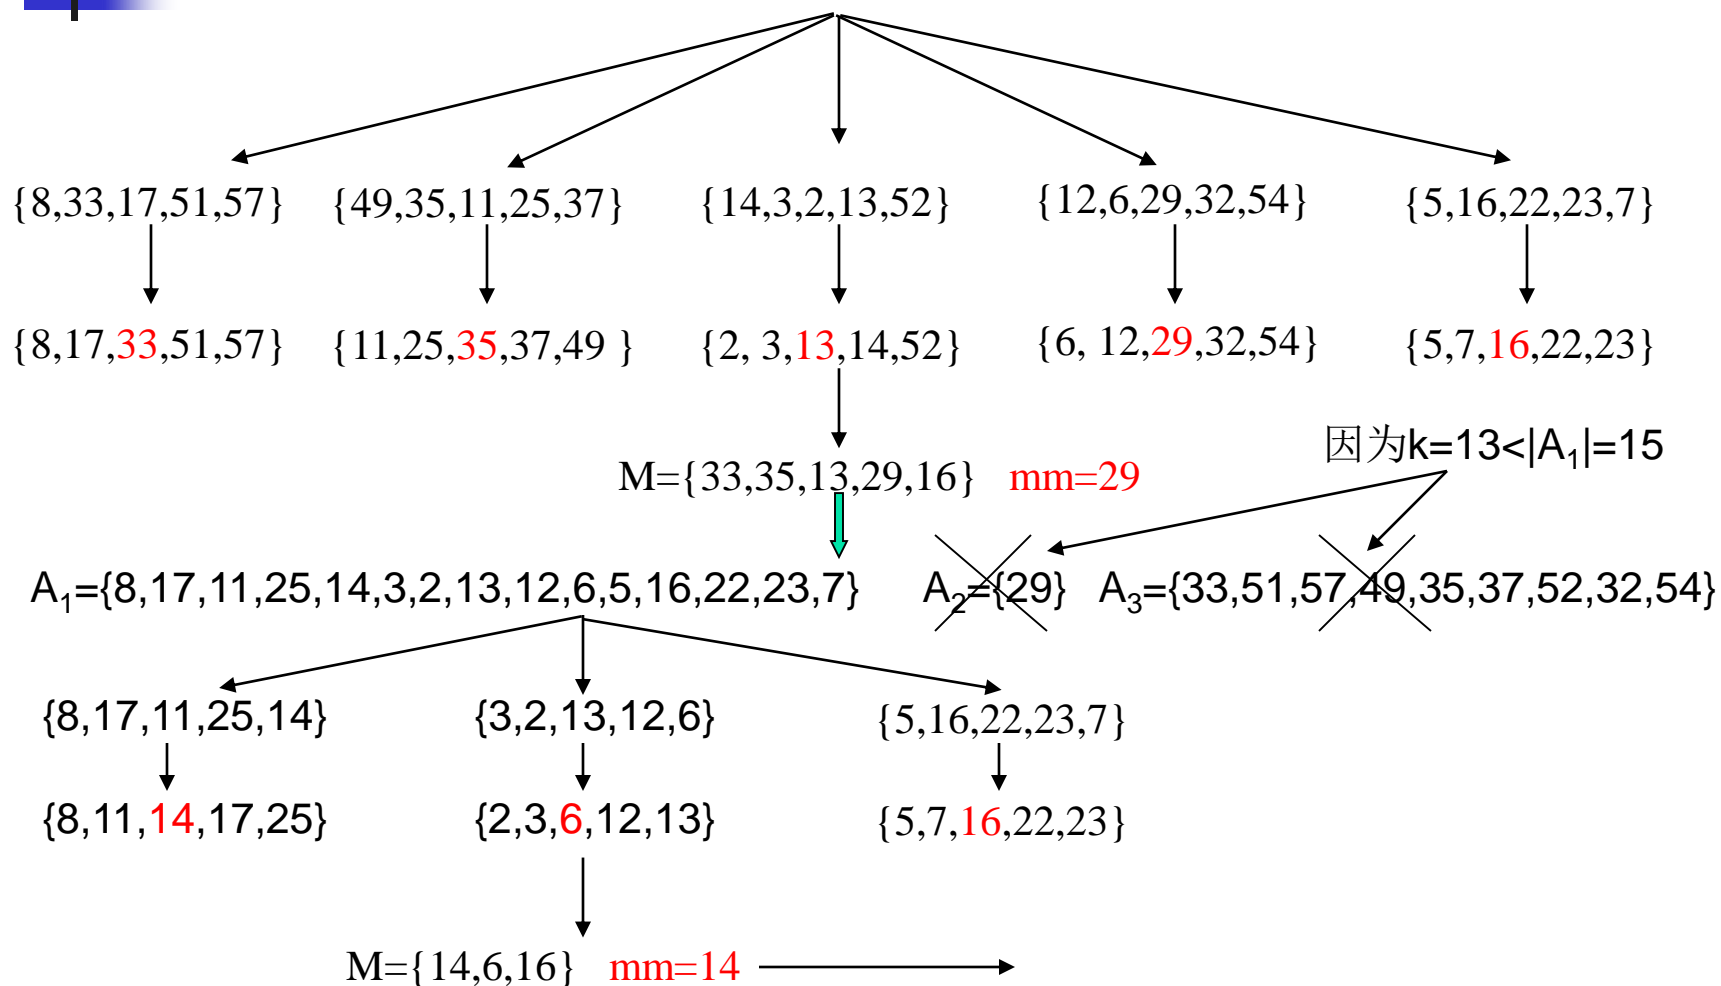 {8,33,17,51,57} {49,35,11,25,37} {14,3,2,13,52} {12,6,29,32,54} {5,16,22,23,7}
{8,17,33,51,57} {11,25,35,37,49 } {2, 3,13,14,52} {6, 12,29,32,54} {5,7,16,22,23}
因为k=13<|A₁|=15
M={33,35,13,29,16} mm=29
A₁={8,17,11,25,14,3,2,13,12,6,5,16,22,23,7} A₂={29} A₃={33,51,57,49,35,37,52,32,54}
{8,17,11,25,14} {3,2,13,12,6} {5,16,22,23,7}
{8,11,14,17,25} {2,3,6,12,13} {5,7,16,22,23}
M={14,6,16} mm=14